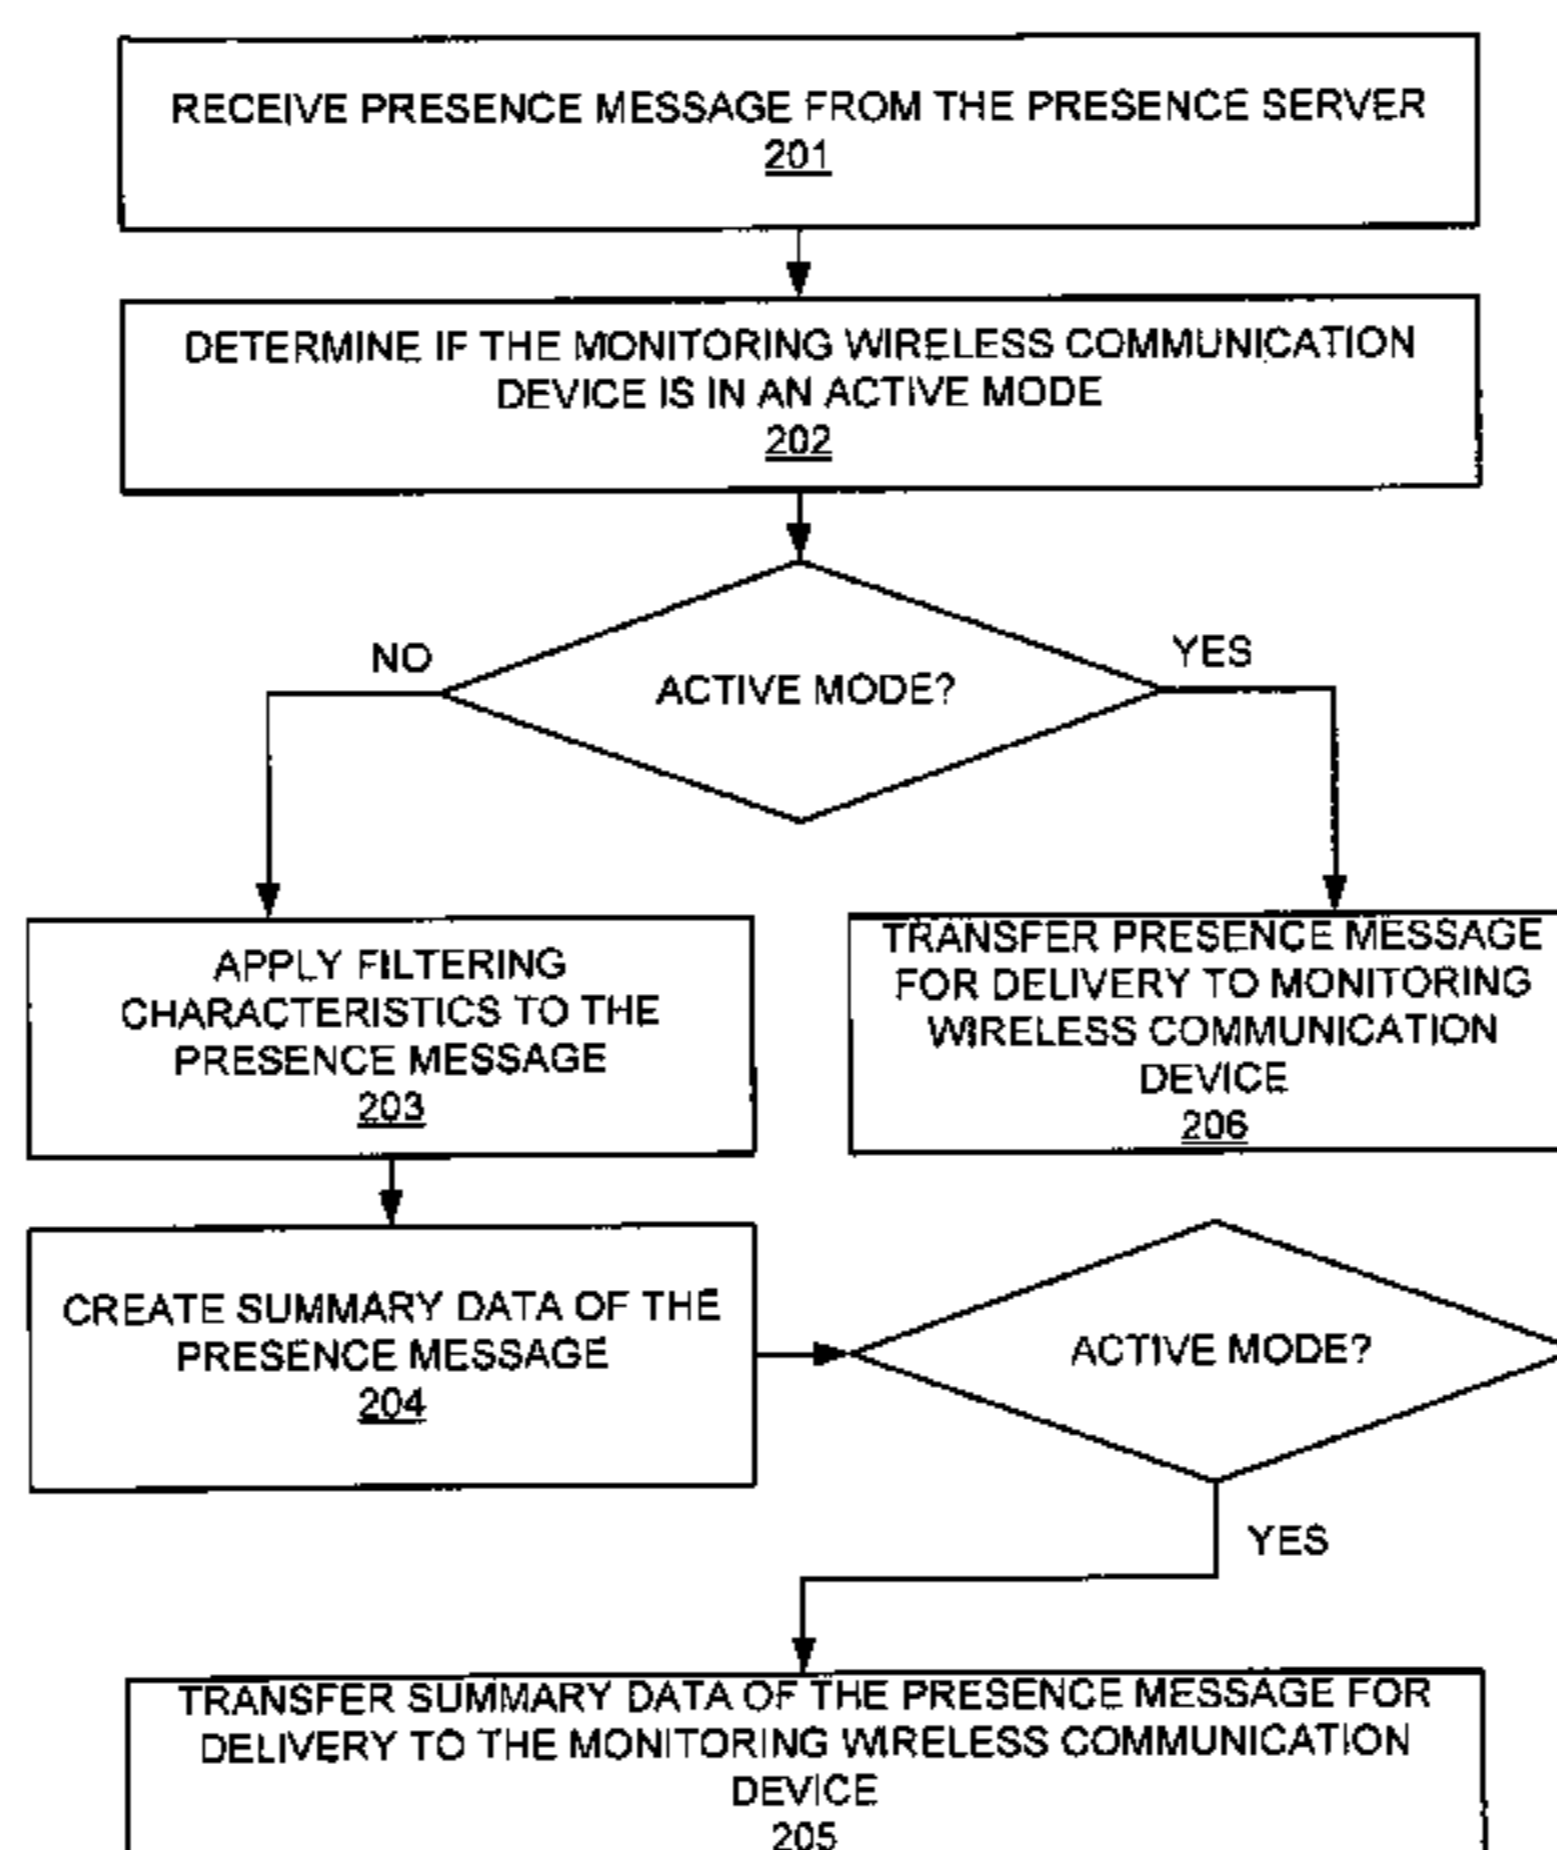 RECEIVE PRESENCE MESSAGE FROM THE PRESENCE SERVER
201
DETERMINE IF THE MONITORING WIRELESS COMMUNICATION
DEVICE IS IN AN ACTIVE MODE
202
NO
YES
ACTIVE MODE?
APPLY FILTERING
CHARACTERISTICS TO THE
PRESENCE MESSAGE
203
TRANSFER PRESENCE MESSAGE
FOR DELIVERY TO MONITORING
WIRELESS COMMUNICATION
DEVICE
206
CREATE SUMMARY DATA OF THE
PRESENCE MESSAGE
204
ACTIVE MODE?
YES
TRANSFER SUMMARY DATA OF THE PRESENCE MESSAGE FOR
DELIVERY TO THE MONITORING WIRELESS COMMUNICATION
DEVICE
205